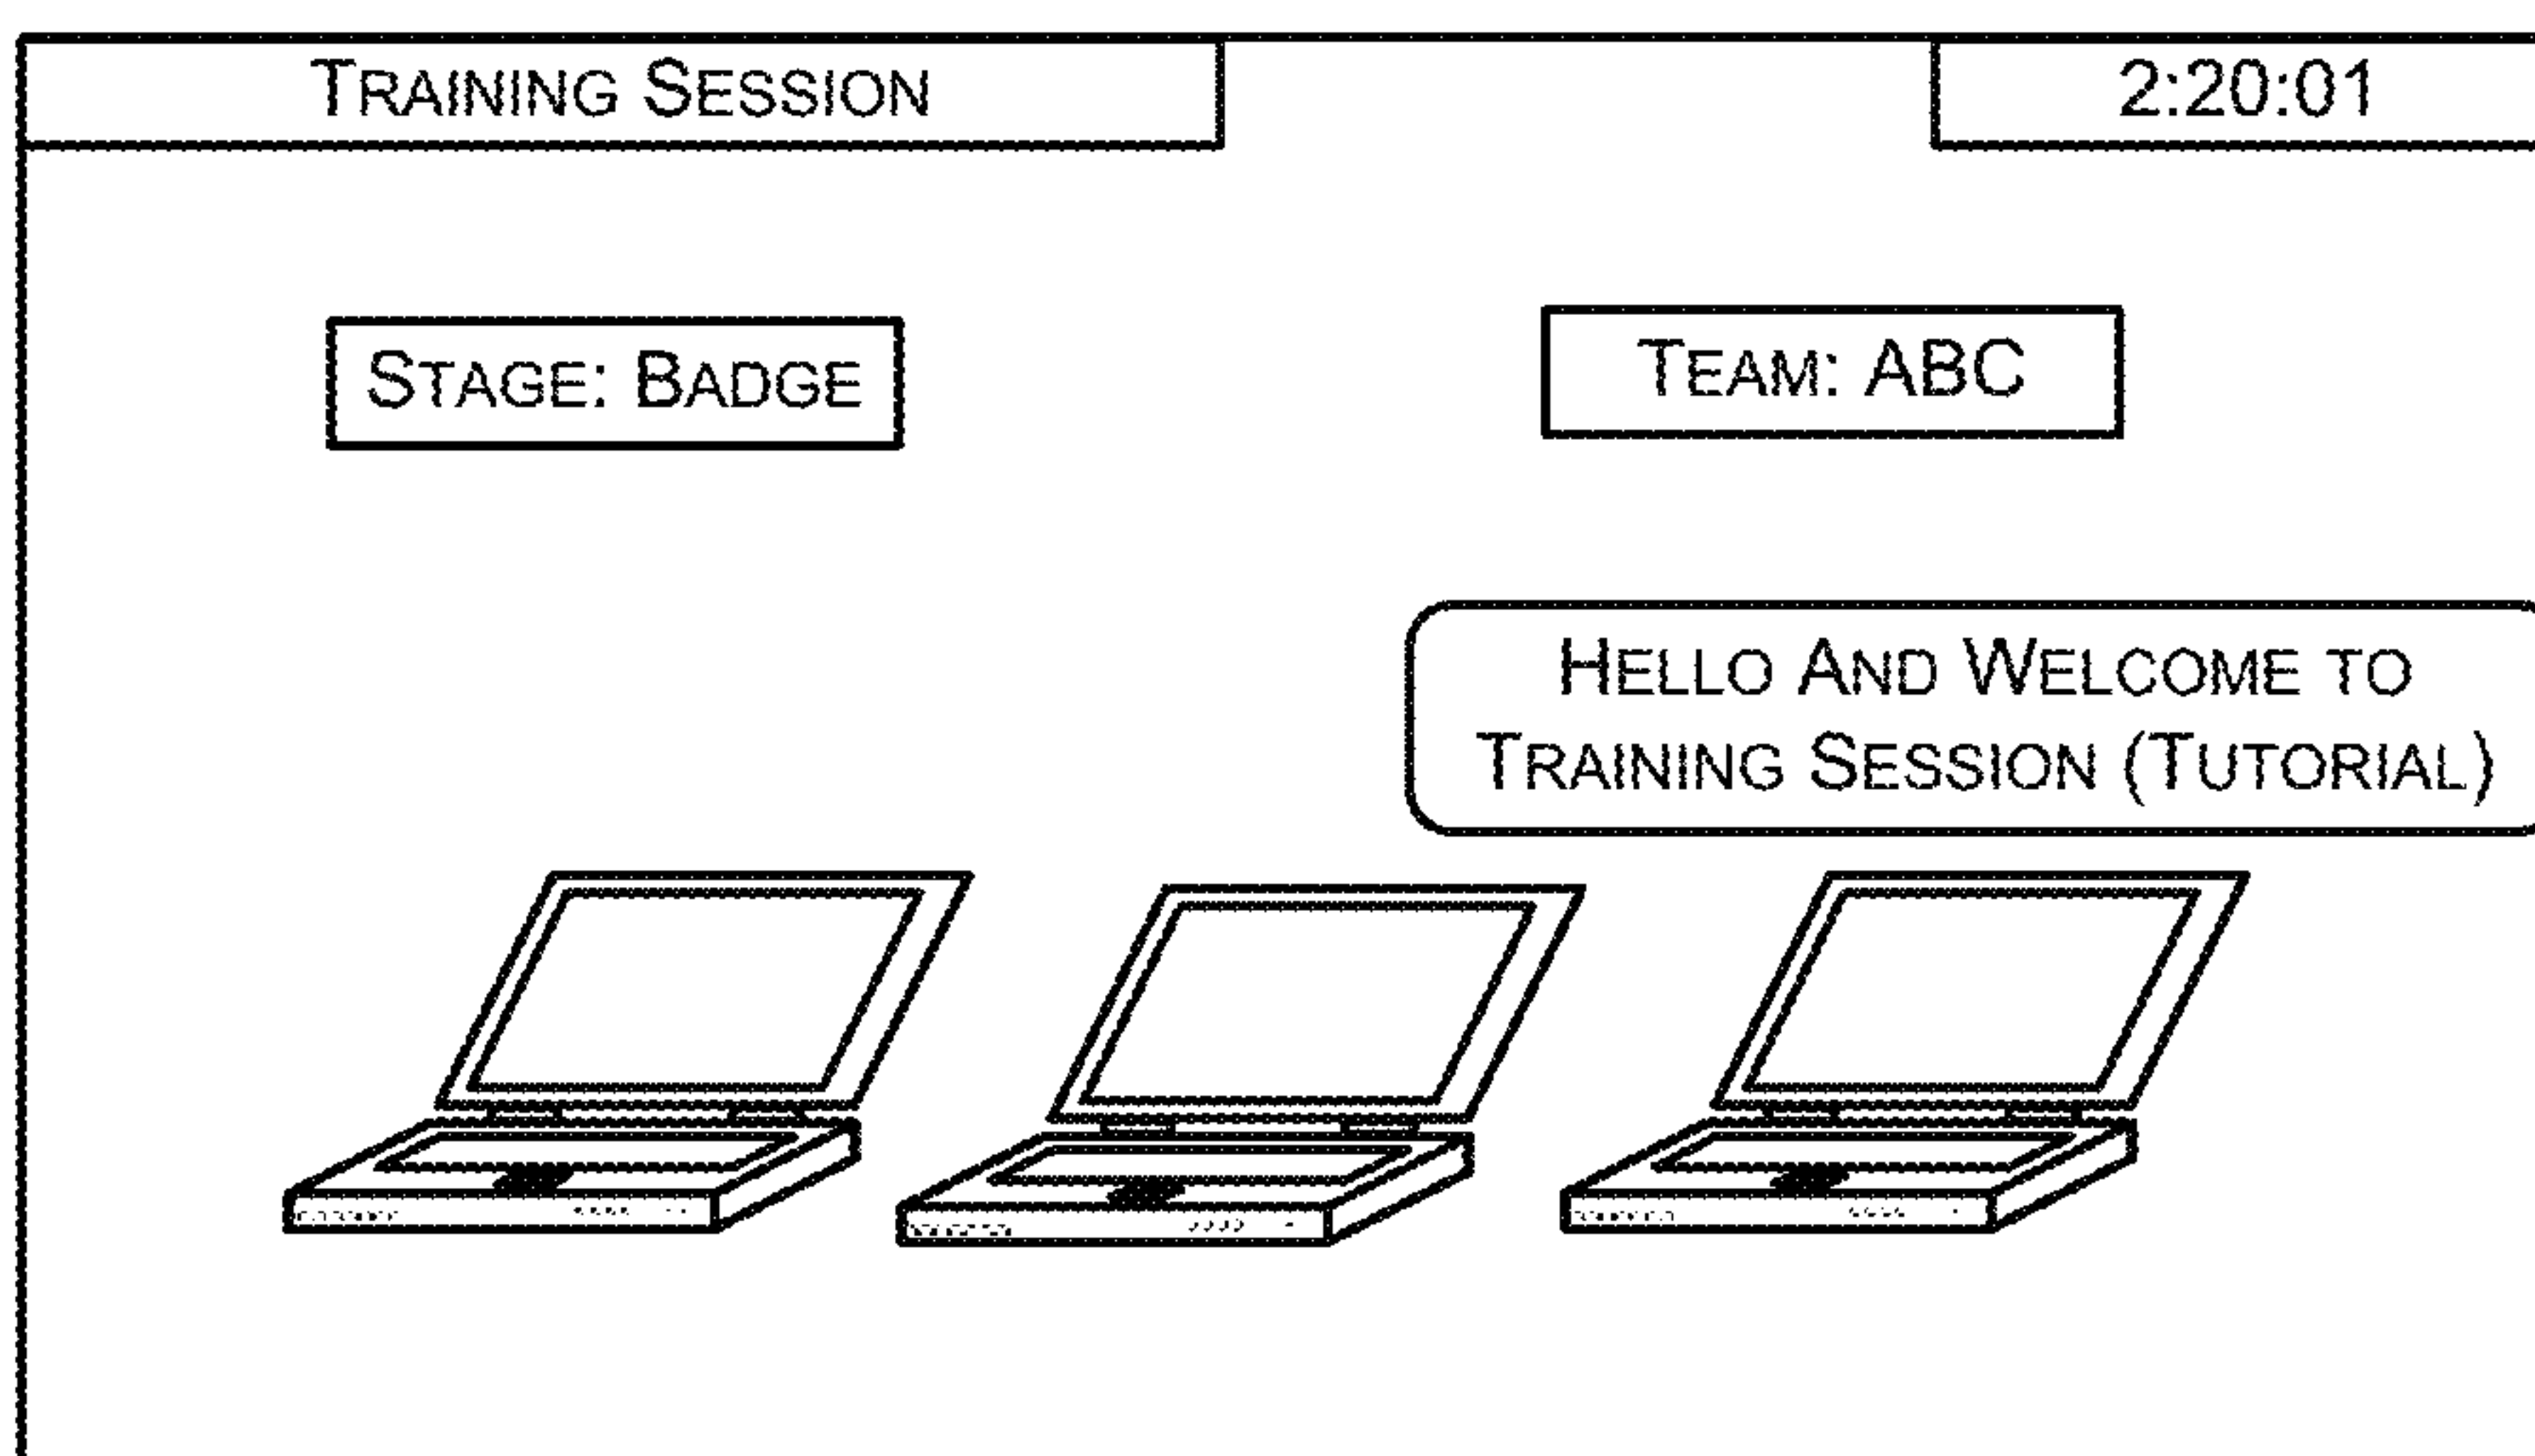 TRAINING SESSION
2:20:01
STAGE: BADGE
TEAM: ABC
HELLO AND WELCOME TO
TRAINING SESSION (TUTORIAL)